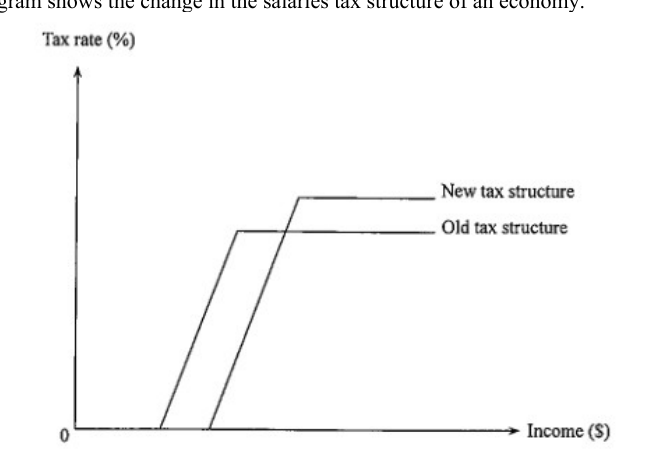 shows the change in the salaries tax structure of an economy.
Tax rate (%)
New tax structure
Old tax structure
0
Income ($)